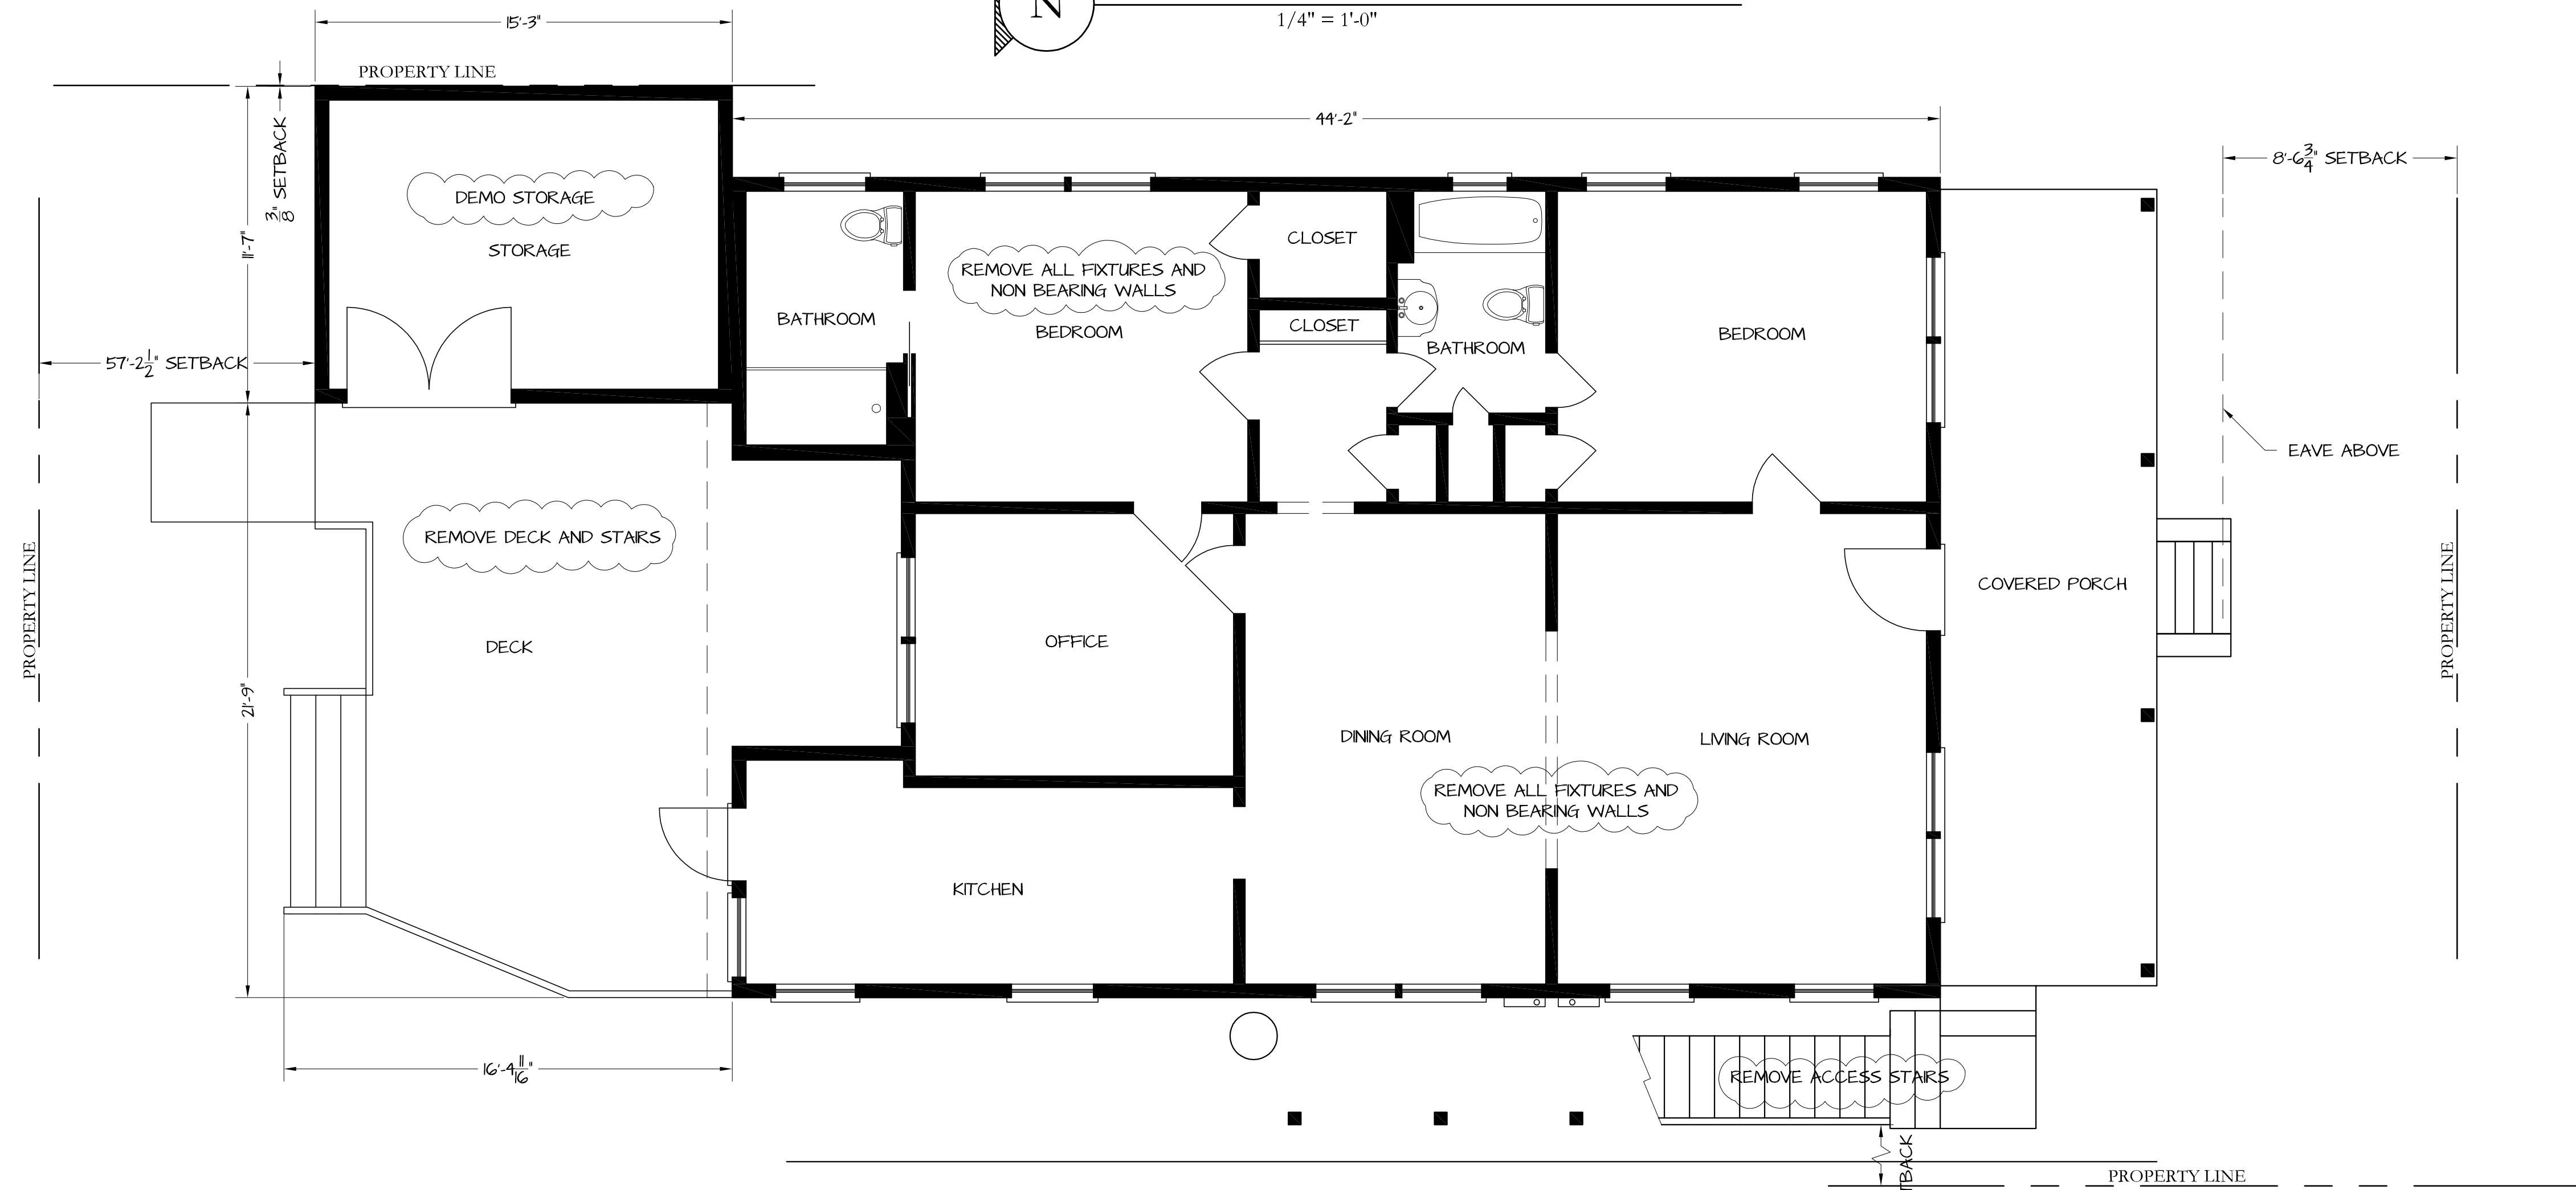 N
1/4" = 1'-0"
15'-3"
PROPERTY LINE
3/8" SETBACK
11'-7"
44'-2"
8'-6 3/4" SETBACK
DEMO STORAGE
STORAGE
57'-2 1/2" SETBACK
BATHROOM
REMOVE ALL FIXTURES AND
NON BEARING WALLS
BEDROOM
CLOSET
CLOSET
BATHROOM
BEDROOM
EAVE ABOVE
REMOVE DECK AND STAIRS
DECK
OFFICE
COVERED PORCH
PROPERTY LINE
PROPERTY LINE
21'-9"
DINING ROOM
LIVING ROOM
REMOVE ALL FIXTURES AND
NON BEARING WALLS
KITCHEN
16'-4 11/16"
REMOVE ACCESS STAIRS
TBACK
PROPERTY LINE